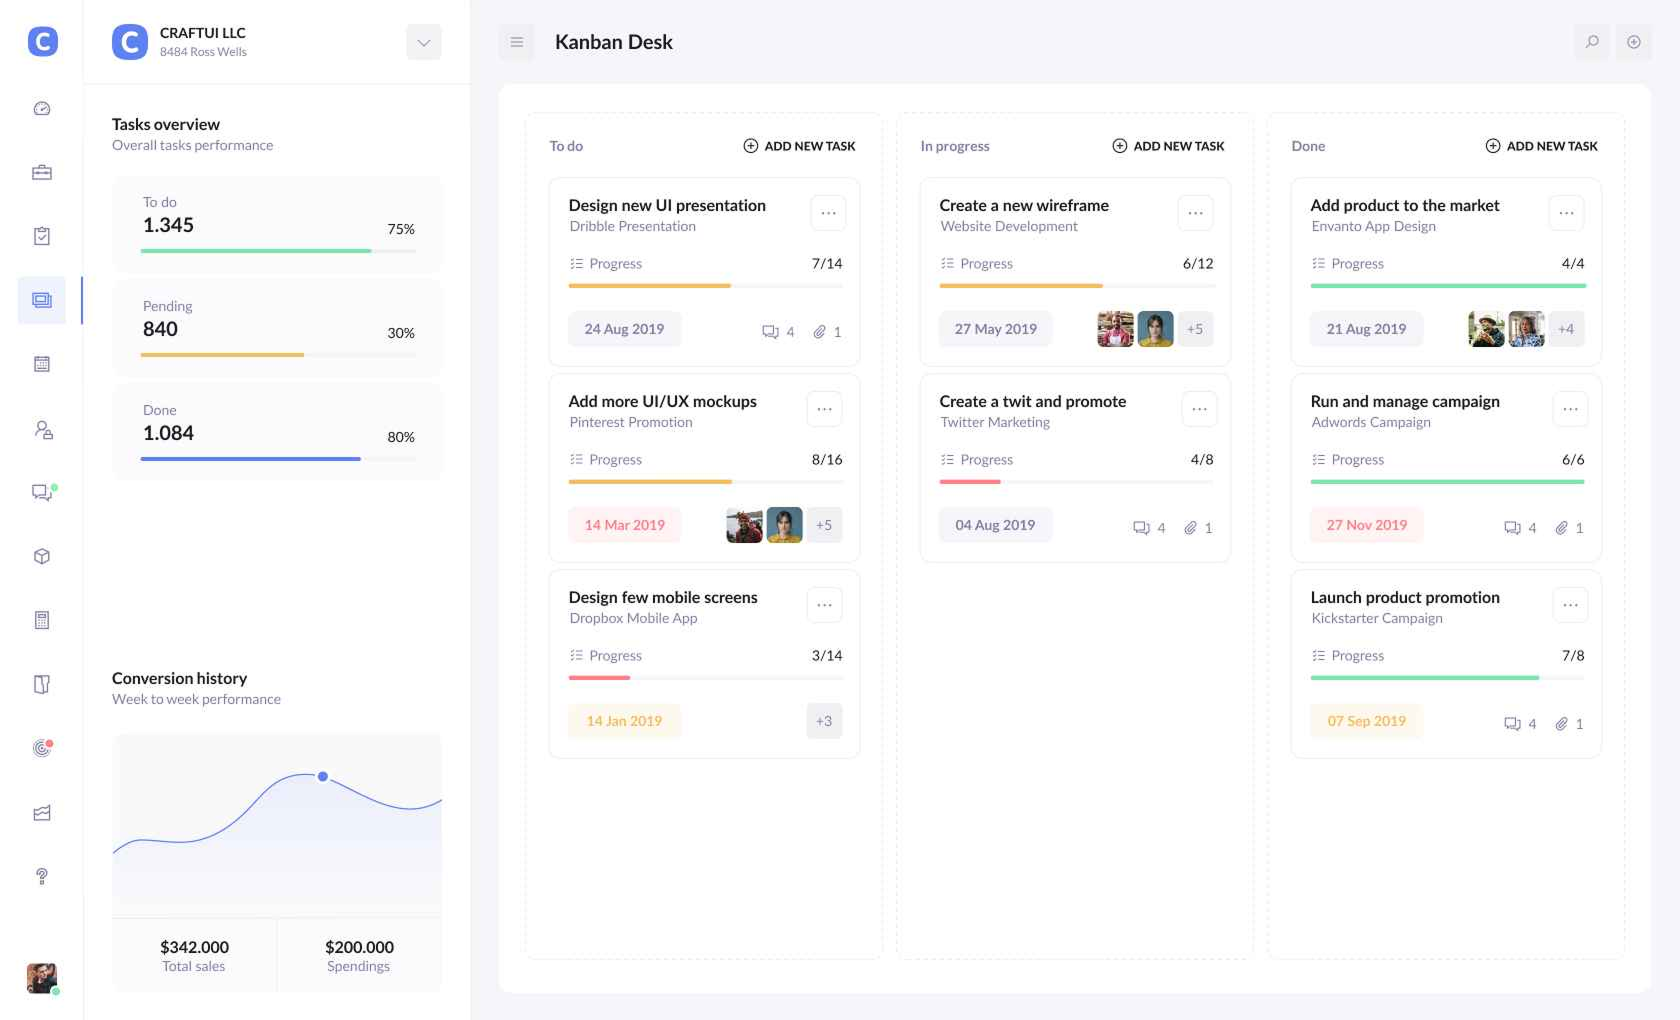 C
C
CRAFTUI LLC
8484 Ross Wells
Tasks overview
Overall tasks performance
To do
1.345
75%
Pending
840
30%
Done
1.084
80%
Conversion history
Week to week performance
$342.000
Total sales
$200.000
Spendings
?
Kanban Desk
To do
ADD NEW TASK
Design new UI presentation
Dribble Presentation
Progress
7/14
24 Aug 2019
4
1
Add more UI/UX mockups
Pinterest Promotion
Progress
8/16
14 Mar 2019
+5
Design few mobile screens
Dropbox Mobile App
Progress
3/14
14 Jan 2019
+3
In progress
ADD NEW TASK
Create a new wireframe
Website Development
Progress
6/12
27 May 2019
+5
Create a twit and promote
Twitter Marketing
Progress
4/8
04 Aug 2019
4
1
Done
ADD NEW TASK
Add product to the market
Envanto App Design
Progress
4/4
21 Aug 2019
+4
Run and manage campaign
Adwords Campaign
Progress
6/6
27 Nov 2019
4
1
Launch product promotion
Kickstarter Campaign
Progress
7/8
07 Sep 2019
4
1